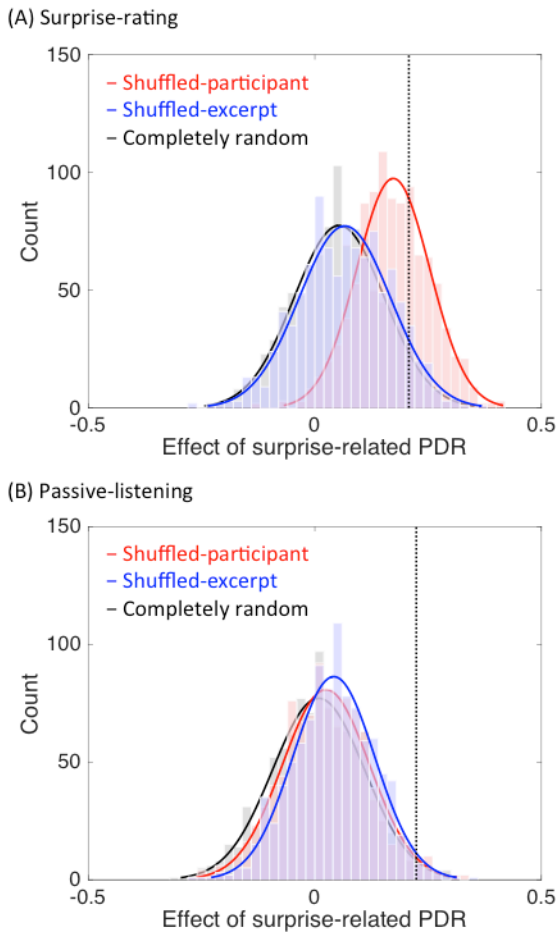 (A) Surprise-rating
150
– Shuffled-participant
– Shuffled-excerpt
– Completely random
100
Count
50
0
-0.5 0 0.5
Effect of surprise-related PDR
(B) Passive-listening
150
– Shuffled-participant
– Shuffled-excerpt
– Completely random
100
Count
50
0
-0.5 0 0.5
Effect of surprise-related PDR